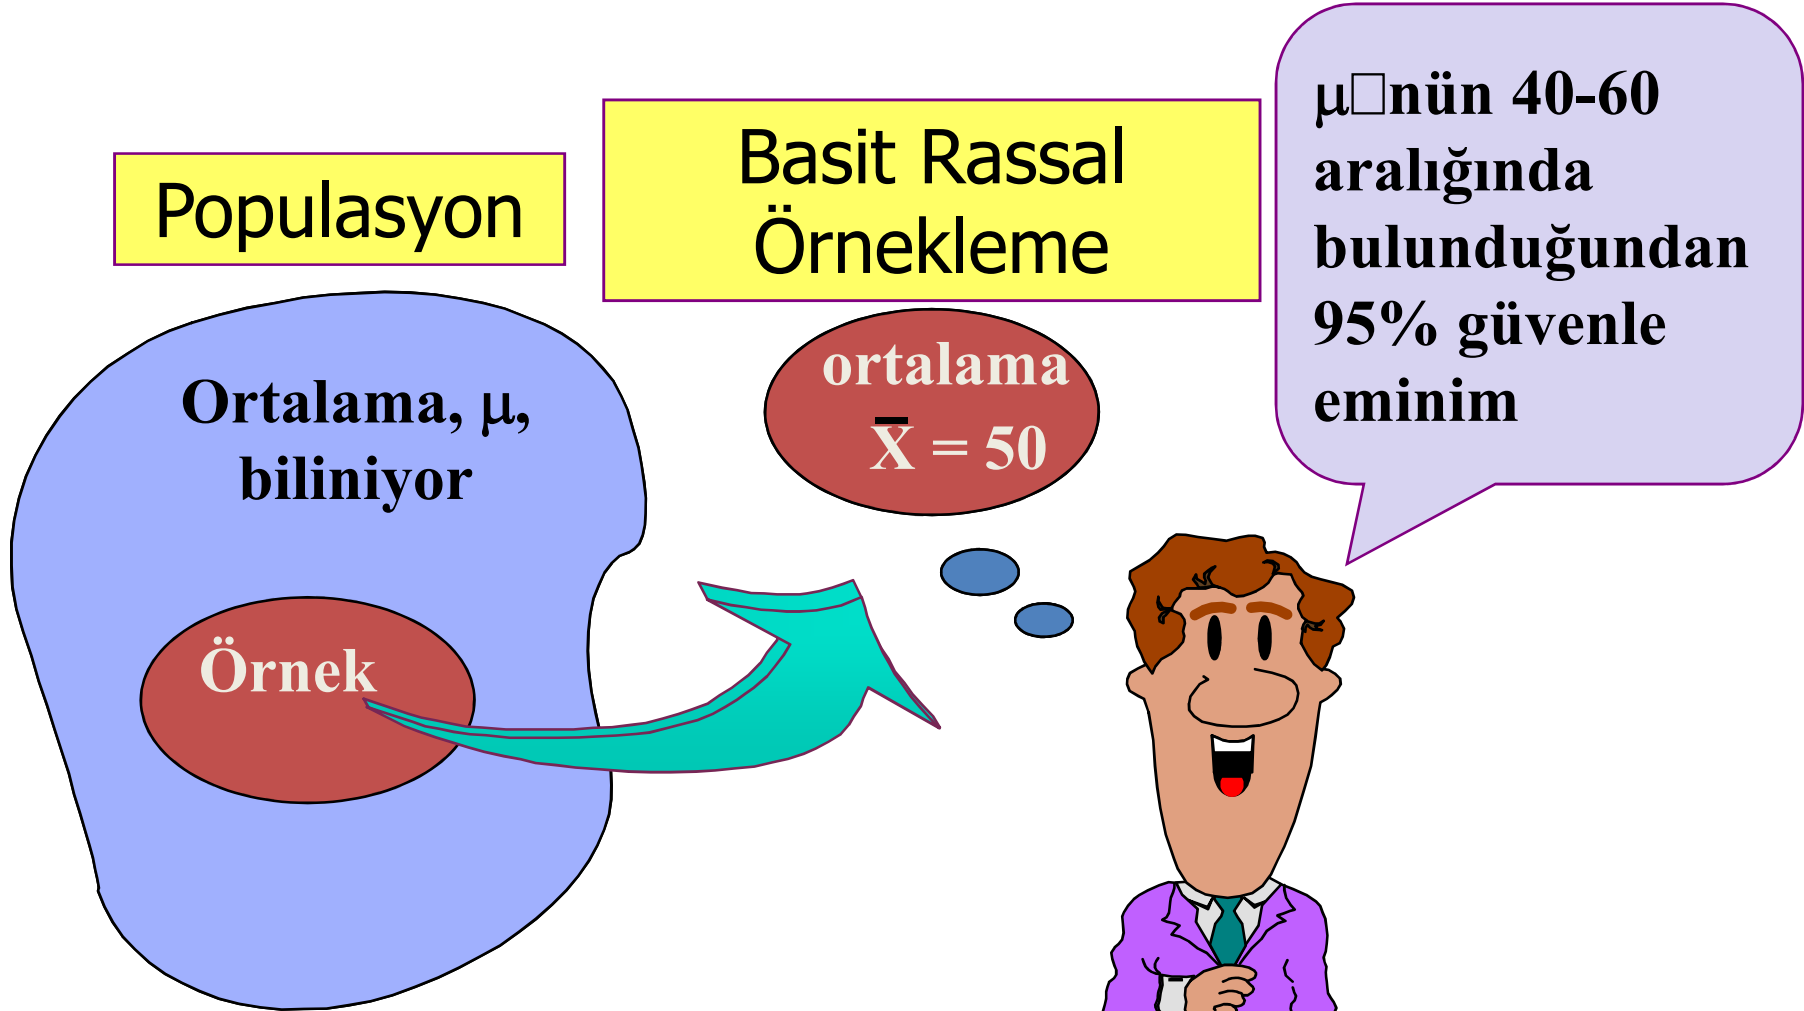 Populasyon
Basit Rassal
Örnekleme
μ□nün 40-60
aralığında
bulunduğundan
95% güvenle
eminim
Ortalama, μ,
biliniyor
ortalama
X̄ = 50
Örnek